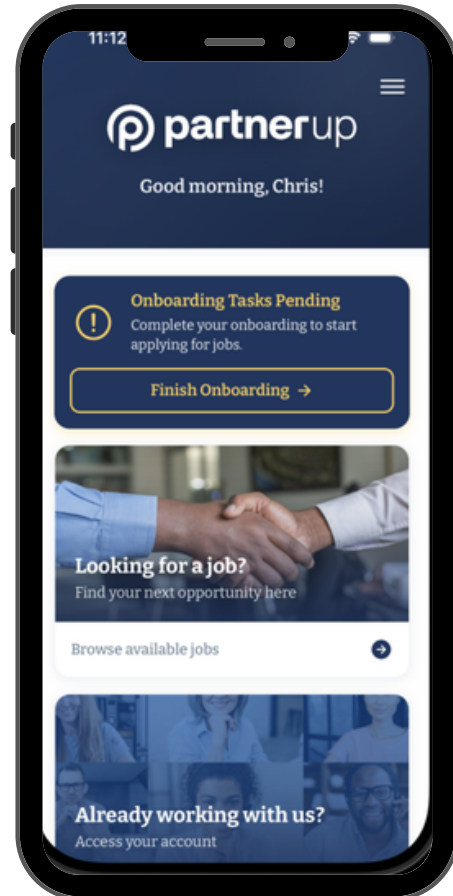 11:12
partnerup
Good morning, Chris!
Onboarding Tasks Pending
Complete your onboarding to start
applying for jobs.
Finish Onboarding →
Looking for a job?
Find your next opportunity here
Browse available jobs
Already working with us?
Access your account